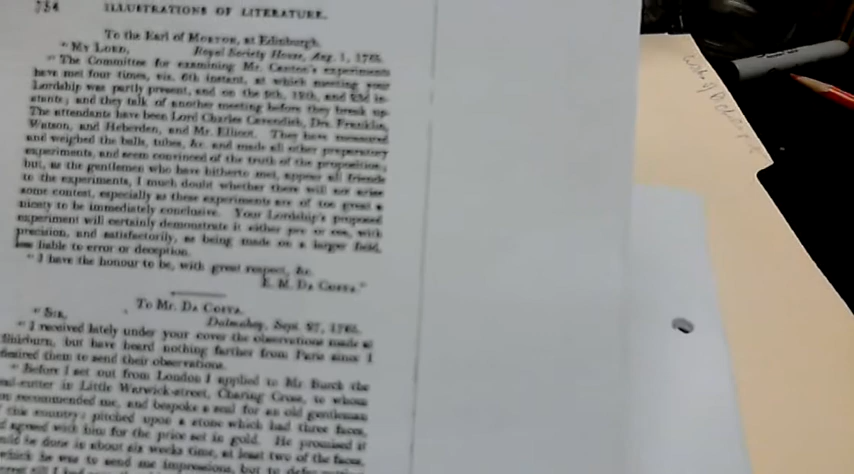 754 ILLUSTRATIONS OF LITERATURE.
To the Earl of MORTON, at Edinburgh.
"MY LORD, Royal Society House, Aug. 1, 1765.
"The Committee for examining Mr. Canton's experiments
have met four times, viz. 6th instant, at which meeting your
Lordship was partly present, and on the 9th, 18th, and 23d in-
stants; and they talk of another meeting before they break up.
The attendants have been Lord Charles Cavendish, Drs. Franklin,
Watson, and Heberden, and Mr. Ellicot. They have measured
and weighed the balls, tubes, &c. and made all other preparatory
experiments, and seem convinced of the truth of the proposition;
but, as the gentlemen who have hitherto met, appear all friends
to the experiments, I much doubt whether there will not arise
some contest, especially as these experiments are of too great a
nicety to be immediately conclusive. Your Lordship's proposed
experiment will certainly demonstrate it either pro or con, with
precision, and satisfactorily, as being made on a larger field,
less liable to error or deception.
"I have the honour to be, with great respect, &c.
E. M. DA COSTA."
To Mr. DA COSTA.
"SIR, Dalmahoy, Sept. 27, 1765.
"I received lately under your cover the observations made at
but have heard nothing farther from Paris since I
desired them to send their observations.
"Before I set out from London I applied to Mr. Burch the
in Little Warwick-street, Charing Cross, to whom
recommended me, and bespoke a seal for an old gentleman
this country; pitched upon a stone which had three faces,
agreed with him for the price set in gold. He promised it
be done in about six weeks time, at least two of the faces,
which he was to send me impressions, but to defer